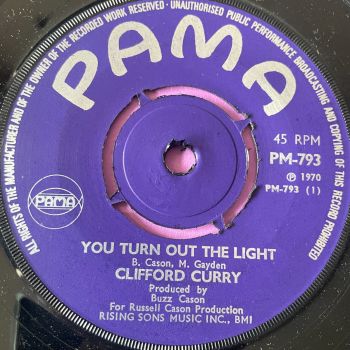 ALL RIGHTS OF THE MANUFACTURER AND OF THE OWNER OF THE RECORDED WORK RESERVED - UNAUTHORISED PUBLIC PERFORMANCE BROADCASTING AND COPYING OF THIS RECORD PROHIBITED
PAMA
45 RPM
PM-793
℗ 1970
PM-793 (1)
PAMA
YOU TURN OUT THE LIGHT
B. Cason, M. Gayden
CLIFFORD CURRY
Produced by
Buzz Cason
For Russell Cason Production
RISING SONS MUSIC INC., BMI